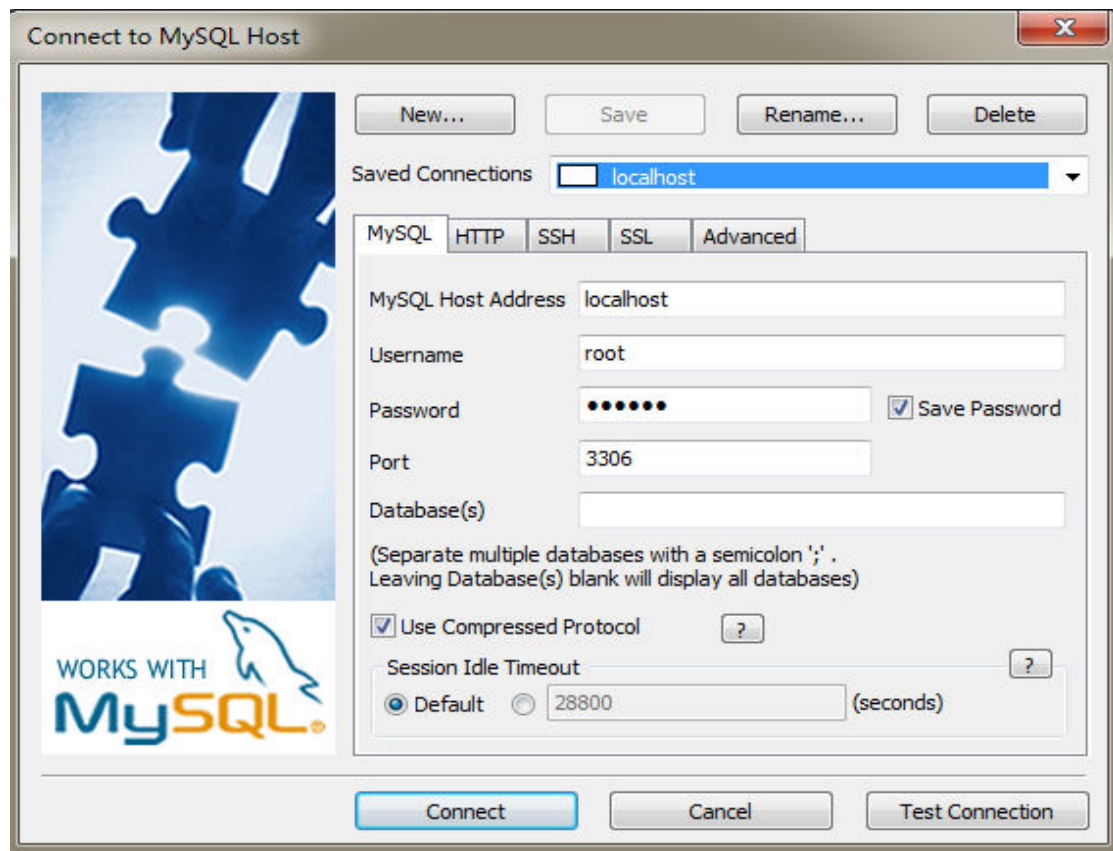 Connect to MySQL Host
x
New... Save Rename... Delete
Saved Connections localhost
MySQL HTTP SSH SSL Advanced
MySQL Host Address localhost
Username root
Password •••••• Save Password
Port 3306
Database(s)
(Separate multiple databases with a semicolon ';' .
Leaving Database(s) blank will display all databases)
Use Compressed Protocol ?
Session Idle Timeout ?
Default 28800 (seconds)
WORKS WITH
MySQL®
Connect Cancel Test Connection